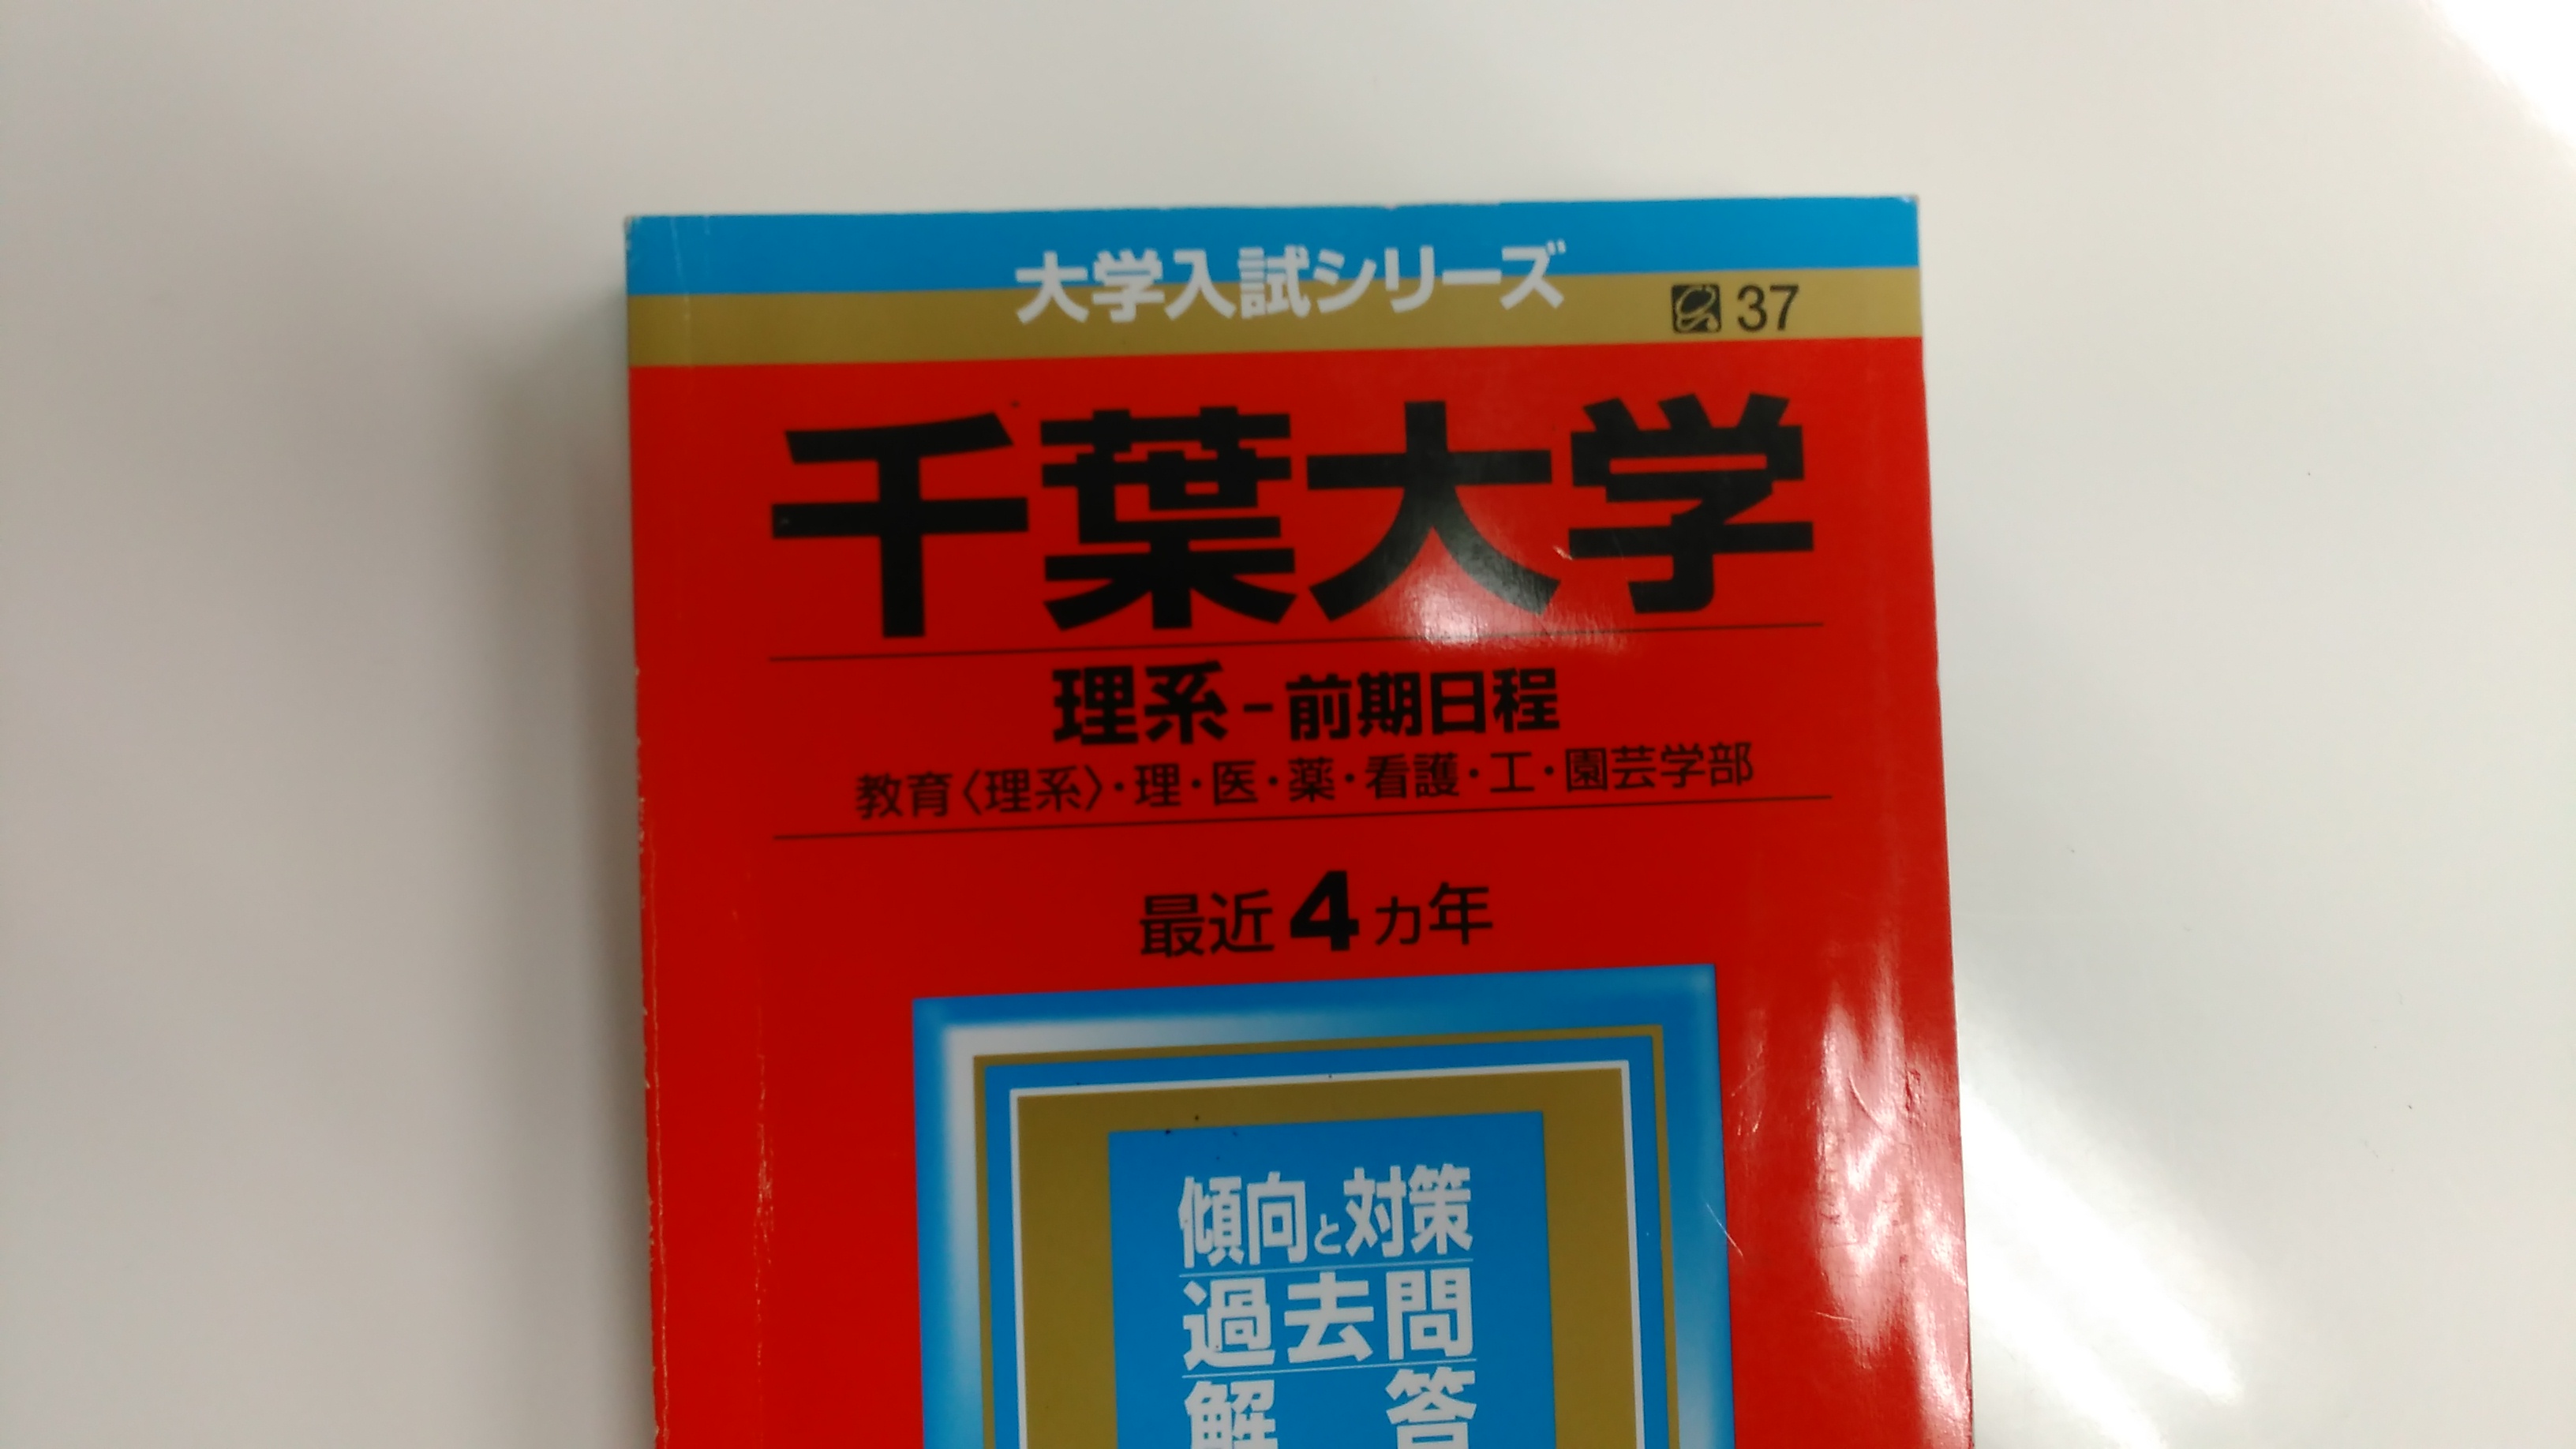 大学入試シリーズ
37
千葉大学
理系-前期日程
教育〈理系〉・理・医・薬・看護・工・園芸学部
最近4カ年
傾向と対策
過去問
解 答